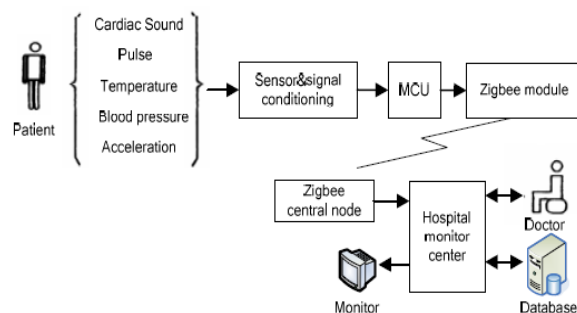 Cardiac Sound
Pulse
Temperature
Blood pressure
Acceleration
Patient
Sensor&signal
conditioning
MCU
Zigbee module
Zigbee
central node
Hospital
monitor
center
Doctor
Monitor
Database